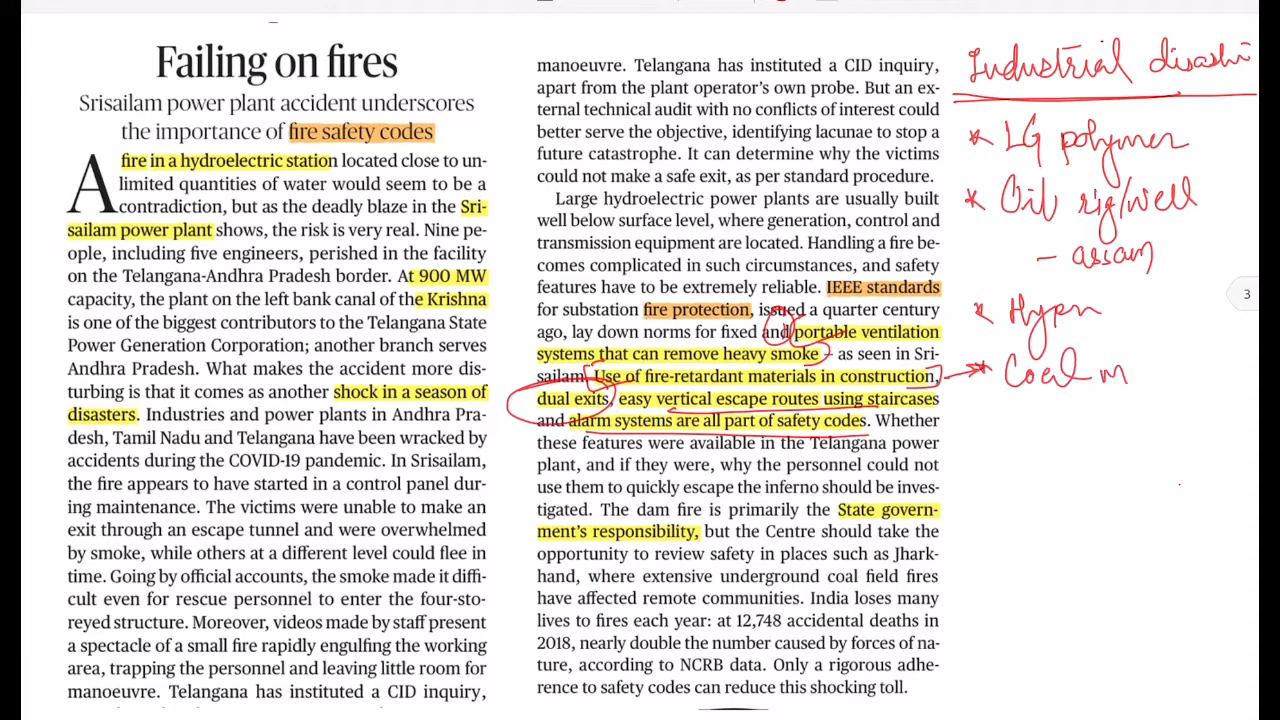 Failing on fires
Srisailam power plant accident underscores
the importance of fire safety codes
A fire in a hydroelectric station located close to un-
limited quantities of water would seem to be a
contradiction, but as the deadly blaze in the Sri-
sailam power plant shows, the risk is very real. Nine peo-
ple, including five engineers, perished in the facility
on the Telangana-Andhra Pradesh border. At 900 MW
capacity, the plant on the left bank canal of the Krishna
is one of the biggest contributors to the Telangana State
Power Generation Corporation; another branch serves
Andhra Pradesh. What makes the accident more dis-
turbing is that it comes as another shock in a season of
disasters. Industries and power plants in Andhra Pra-
desh, Tamil Nadu and Telangana have been wracked by
accidents during the COVID-19 pandemic. In Srisailam,
the fire appears to have started in a control panel dur-
ing maintenance. The victims were unable to make an
exit through an escape tunnel and were overwhelmed
by smoke, while others at a different level could flee in
time. Going by official accounts, the smoke made it diffi-
cult even for rescue personnel to enter the four-sto-
reyed structure. Moreover, videos made by staff present
a spectacle of a small fire rapidly engulfing the working
area, trapping the personnel and leaving little room for
manoeuvre. Telangana has instituted a CID inquiry,
manoeuvre. Telangana has instituted a CID inquiry,
apart from the plant operator's own probe. But an ex-
ternal technical audit with no conflicts of interest could
better serve the objective, identifying lacunae to stop a
future catastrophe. It can determine why the victims
could not make a safe exit, as per standard procedure.
Large hydroelectric power plants are usually built
well below surface level, where generation, control and
transmission equipment are located. Handling a fire be-
comes complicated in such circumstances, and safety
features have to be extremely reliable. IEEE standards
for substation fire protection, issued a quarter century
ago, lay down norms for fixed and portable ventilation
systems that can remove heavy smoke – as seen in Sri-
sailam. Use of fire-retardant materials in construction,
dual exits, easy vertical escape routes using staircases
and alarm systems are all part of safety codes. Whether
these features were available in the Telangana power
plant, and if they were, why the personnel could not
use them to quickly escape the inferno should be inves-
tigated. The dam fire is primarily the State govern-
ment's responsibility, but the Centre should take the
opportunity to review safety in places such as Jhark-
hand, where extensive underground coal field fires
have affected remote communities. India loses many
lives to fires each year: at 12,748 accidental deaths in
2018, nearly double the number caused by forces of na-
ture, according to NCRB data. Only a rigorous adhe-
rence to safety codes can reduce this shocking toll.
Industrial disast
* LG polymer
* Oil rig/well
- assam
*
* Coal m
3